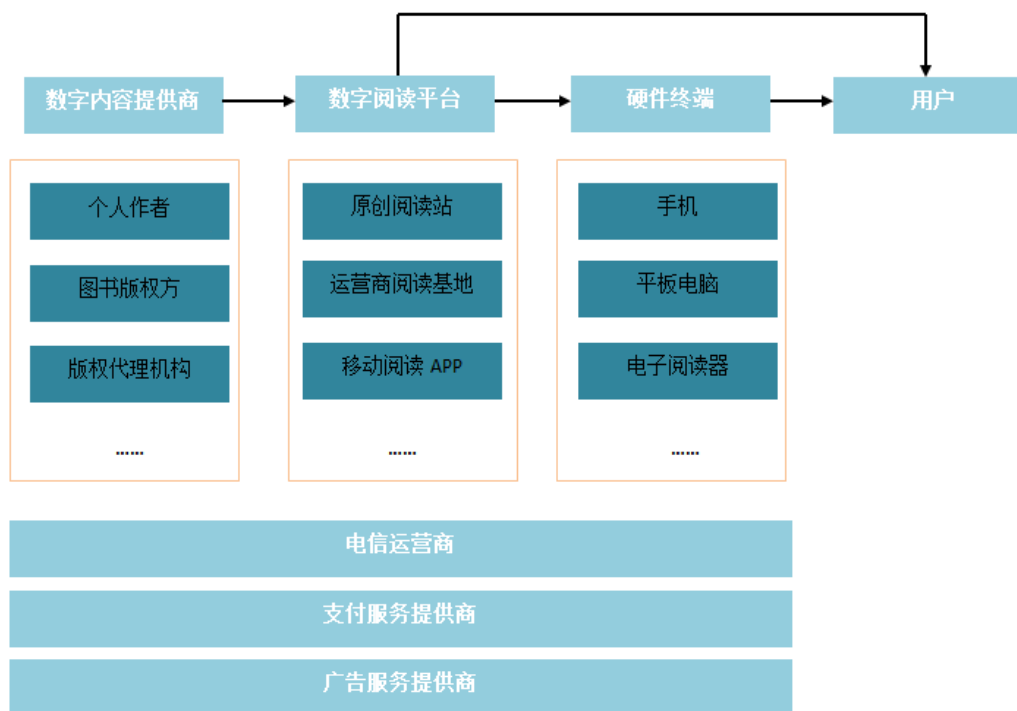 数字内容提供商
数字阅读平台
硬件终端
用户
个人作者
图书版权方
版权代理机构
......
原创阅读站
运营商阅读基地
移动阅读 APP
......
手机
平板电脑
电子阅读器
......
电信运营商
支付服务提供商
广告服务提供商